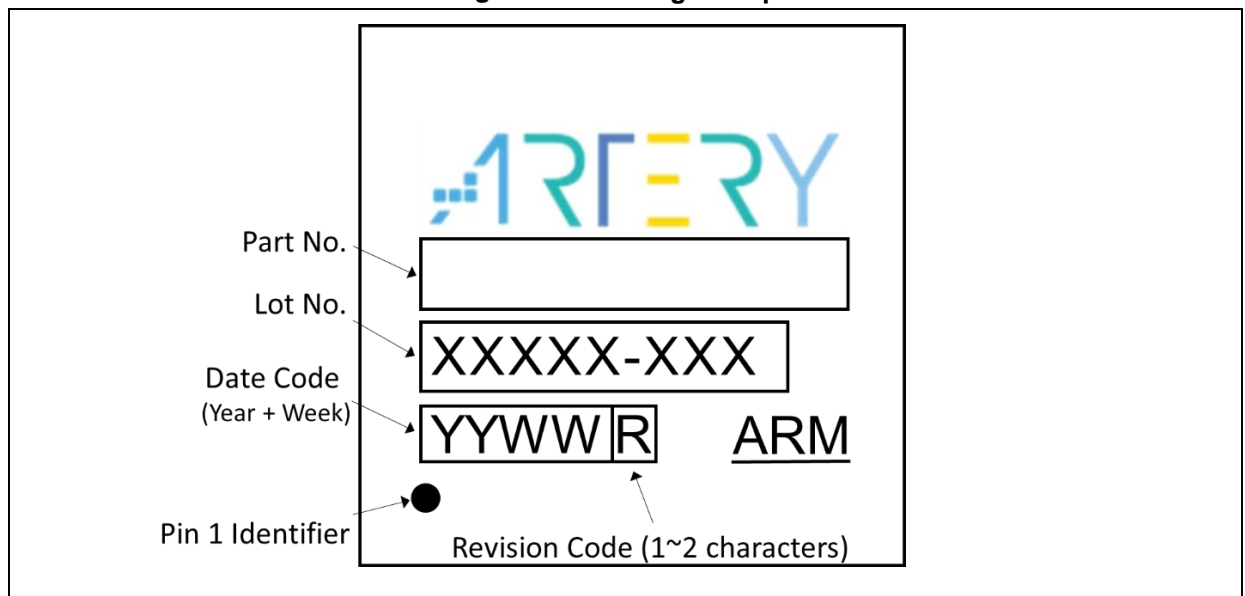 ARTERY
Part No.
Lot No.
XXXXX-XXX
Date Code
(Year + Week)
YYWW R
ARM
Pin 1 Identifier
Revision Code (1~2 characters)